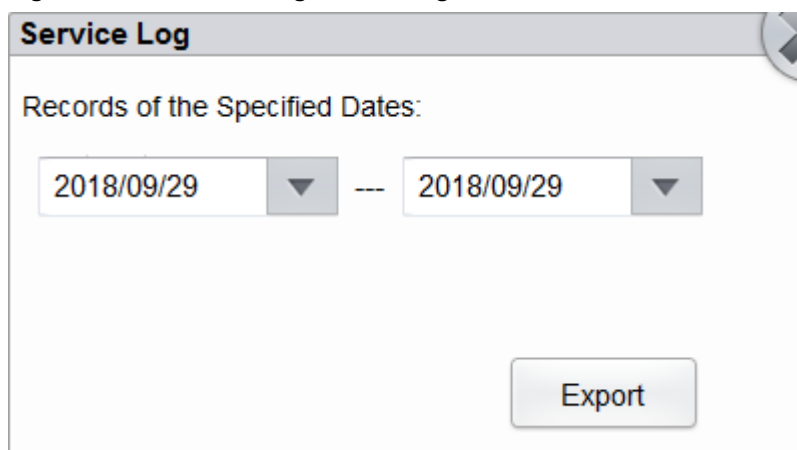 Service Log
Records of the Specified Dates:
2018/09/29 --- 2018/09/29
Export